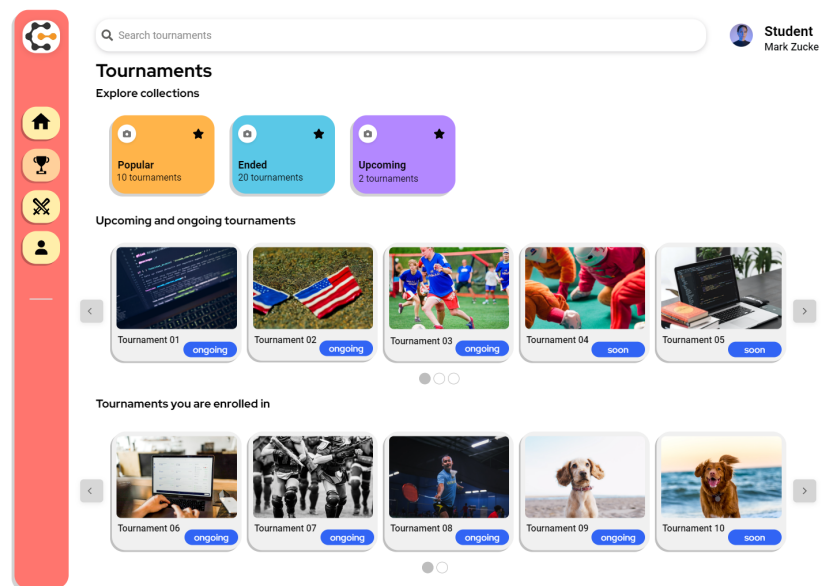 Search tournaments
Student
Mark Zucke
Tournaments
Explore collections
Popular
10 tournaments
Ended
20 tournaments
Upcoming
2 tournaments
Upcoming and ongoing tournaments
Tournament 01
ongoing
Tournament 02
ongoing
Tournament 03
ongoing
Tournament 04
soon
Tournament 05
soon
Tournaments you are enrolled in
Tournament 06
ongoing
Tournament 07
ongoing
Tournament 08
ongoing
Tournament 09
ongoing
Tournament 10
soon